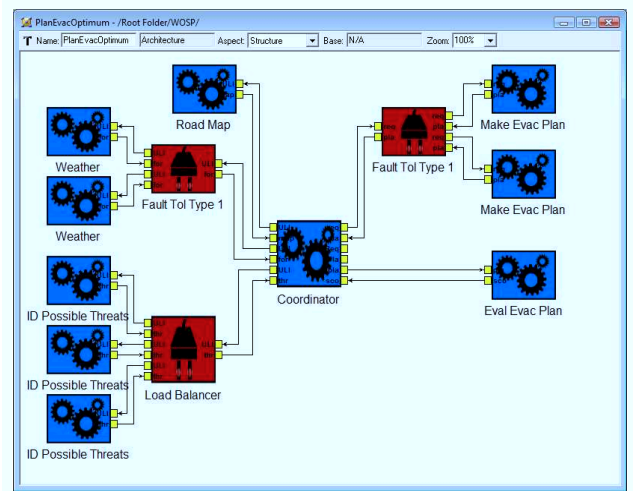 PlanEvacOptimum - /Root Folder/WOSP/
Name: PlanEvacOptimum Architecture Aspect: Structure Base: N/A Zoom: 100%
Road Map
Make Evac Plan
Weather
Fault Tol Type 1
Fault Tol Type 1
Make Evac Plan
Weather
Coordinator
Eval Evac Plan
ID Possible Threats
ID Possible Threats
Load Balancer
ID Possible Threats